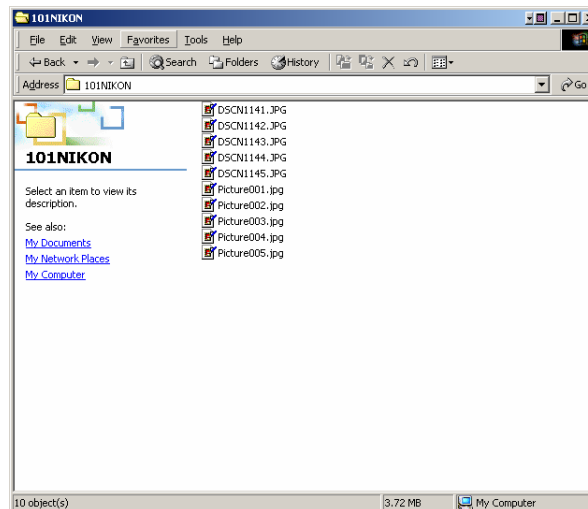 101NIKON
File Edit View Favorites Tools Help
Back Search Folders History
Address 101NIKON Go
101NIKON
Select an item to view its
description.
See also:
My Documents
My Network Places
My Computer
DSCN1141.JPG
DSCN1142.JPG
DSCN1143.JPG
DSCN1144.JPG
DSCN1145.JPG
Picture001.jpg
Picture002.jpg
Picture003.jpg
Picture004.jpg
Picture005.jpg
10 object(s) 3.72 MB My Computer